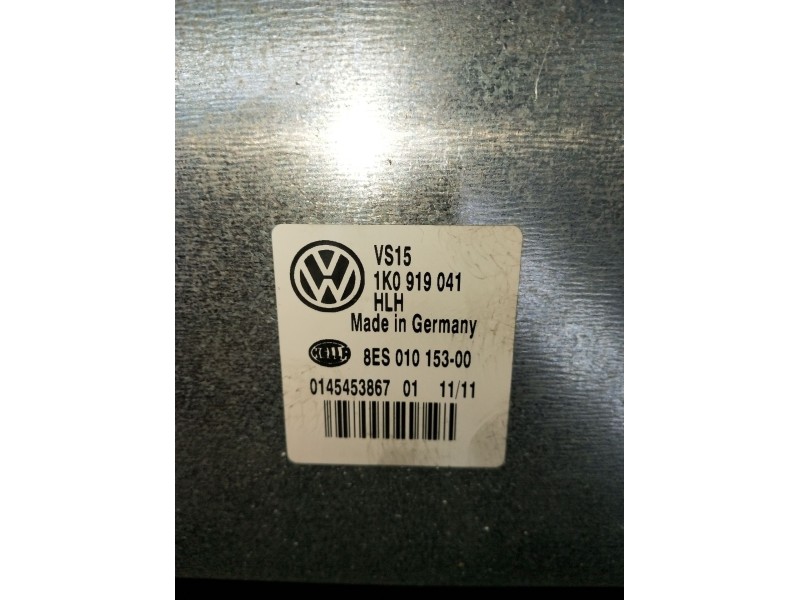 VS15
1K0 919 041
HLH
Made in Germany
HELLA
8ES 010 153-00
0145453867 01 11/11